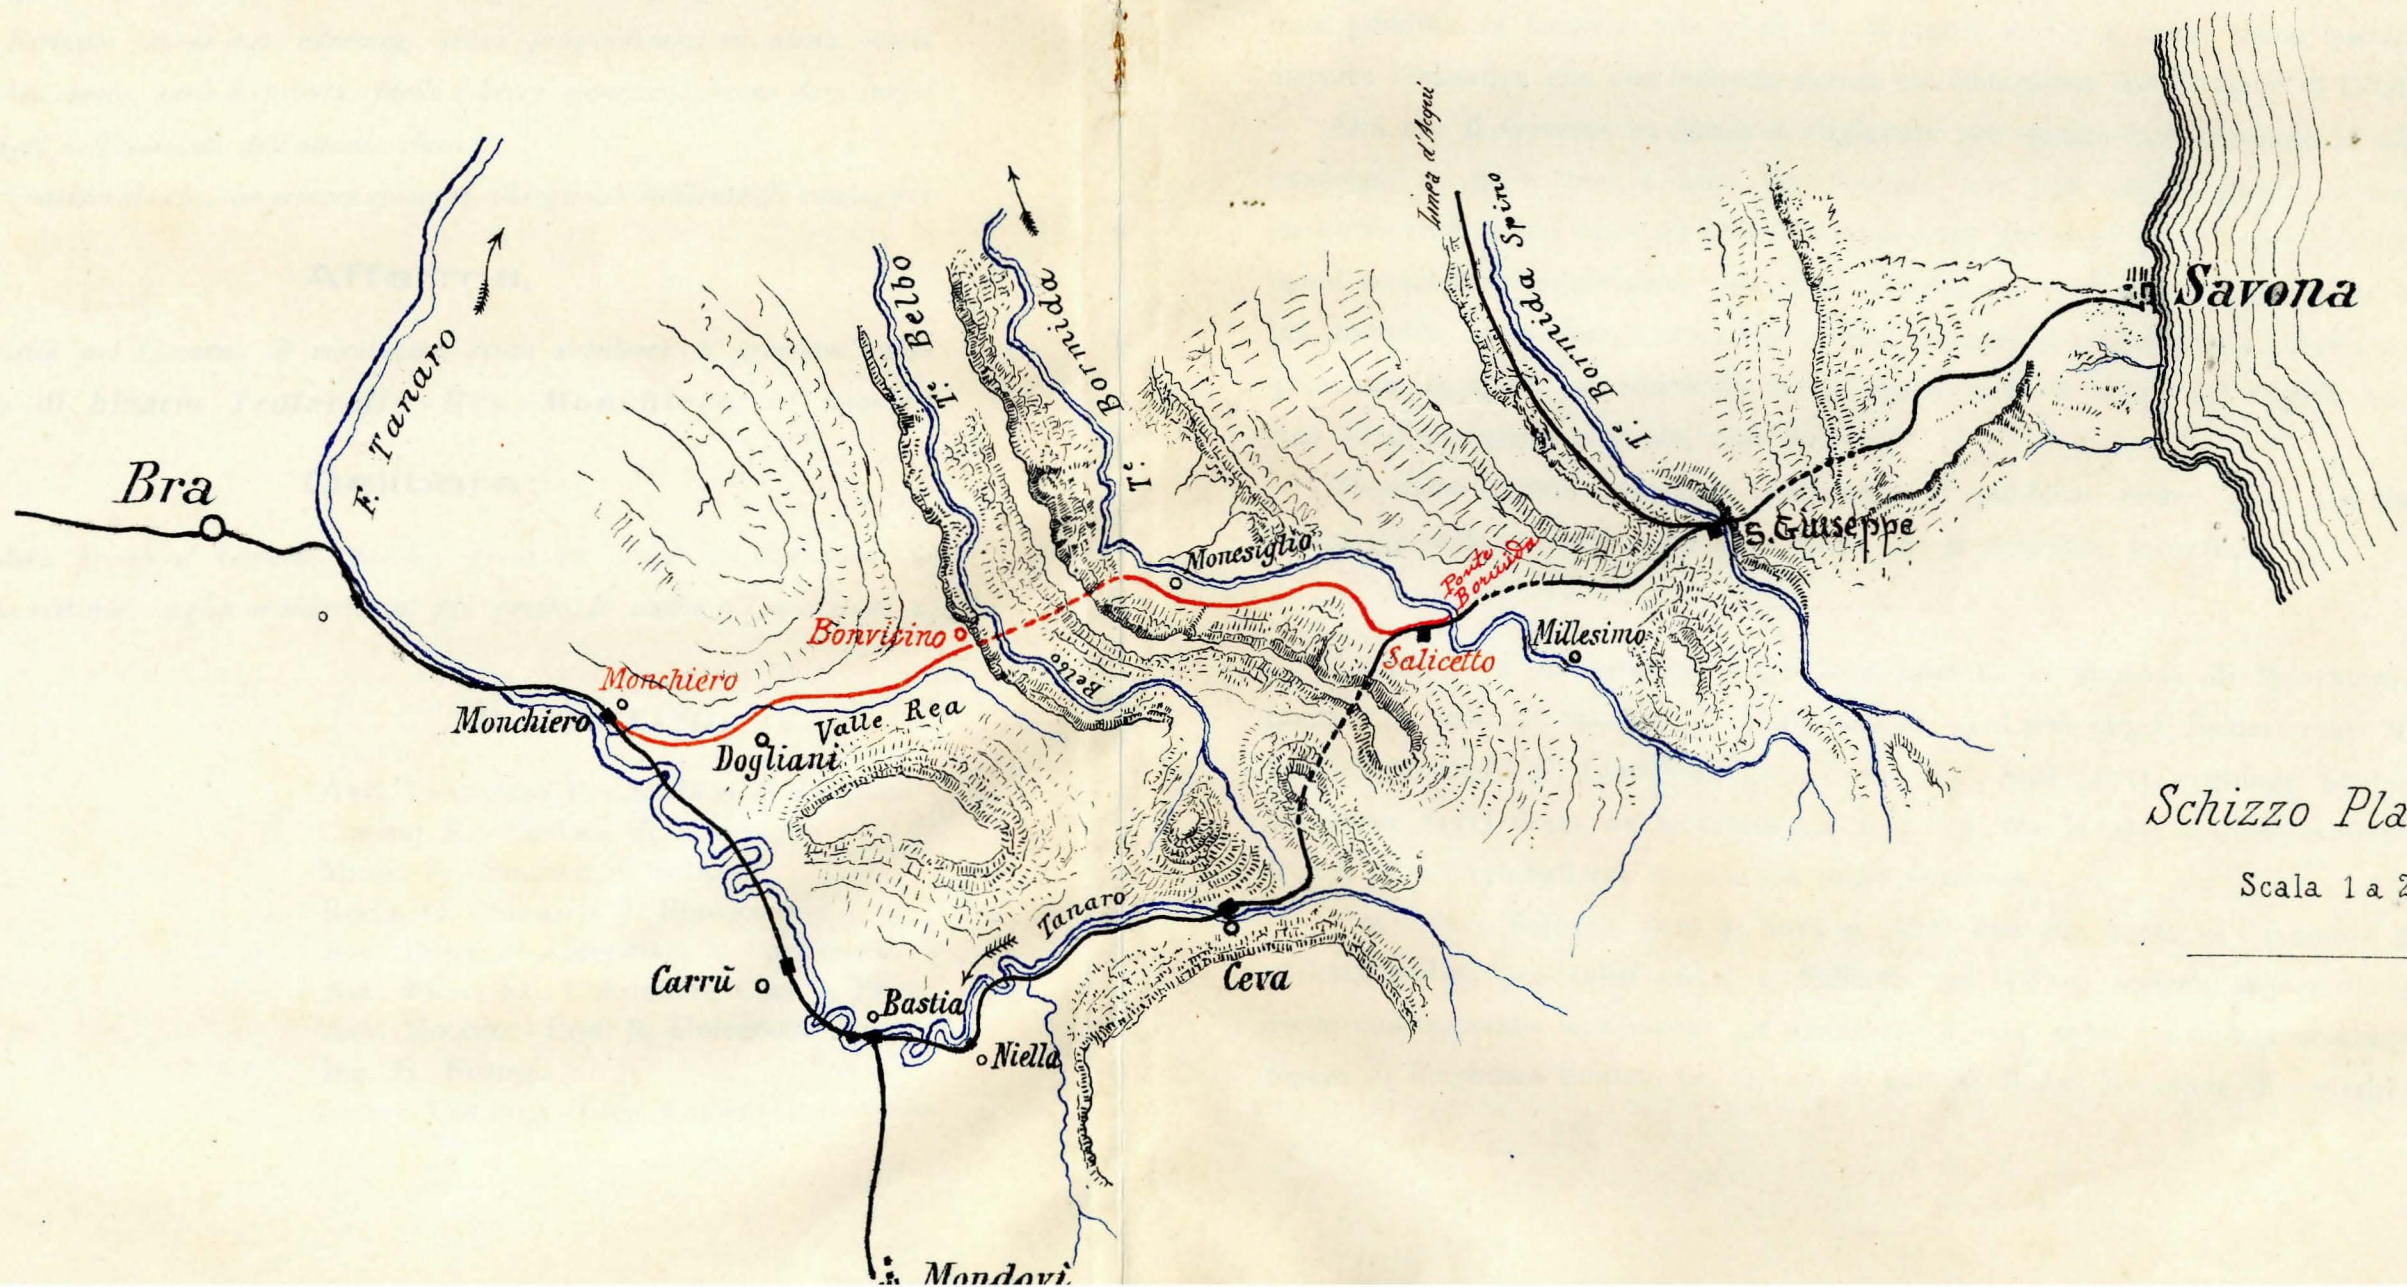 Linea d'Acqui
T.e Bormida Spino
Savona
T.e Belbo
T.e Bormida
F. Tanaro
Bra
S. Giuseppe
Monesiglio
Ponte
Bormida
Bonvicino
Millesimo
Salicetto
Belbo
Monchiero
Monchiero
Valle Rea
Dogliani
Schizzo Pla
Scala 1 a 2
Tanaro
Carrù
Ceva
Bastia
Niella
Mondovì